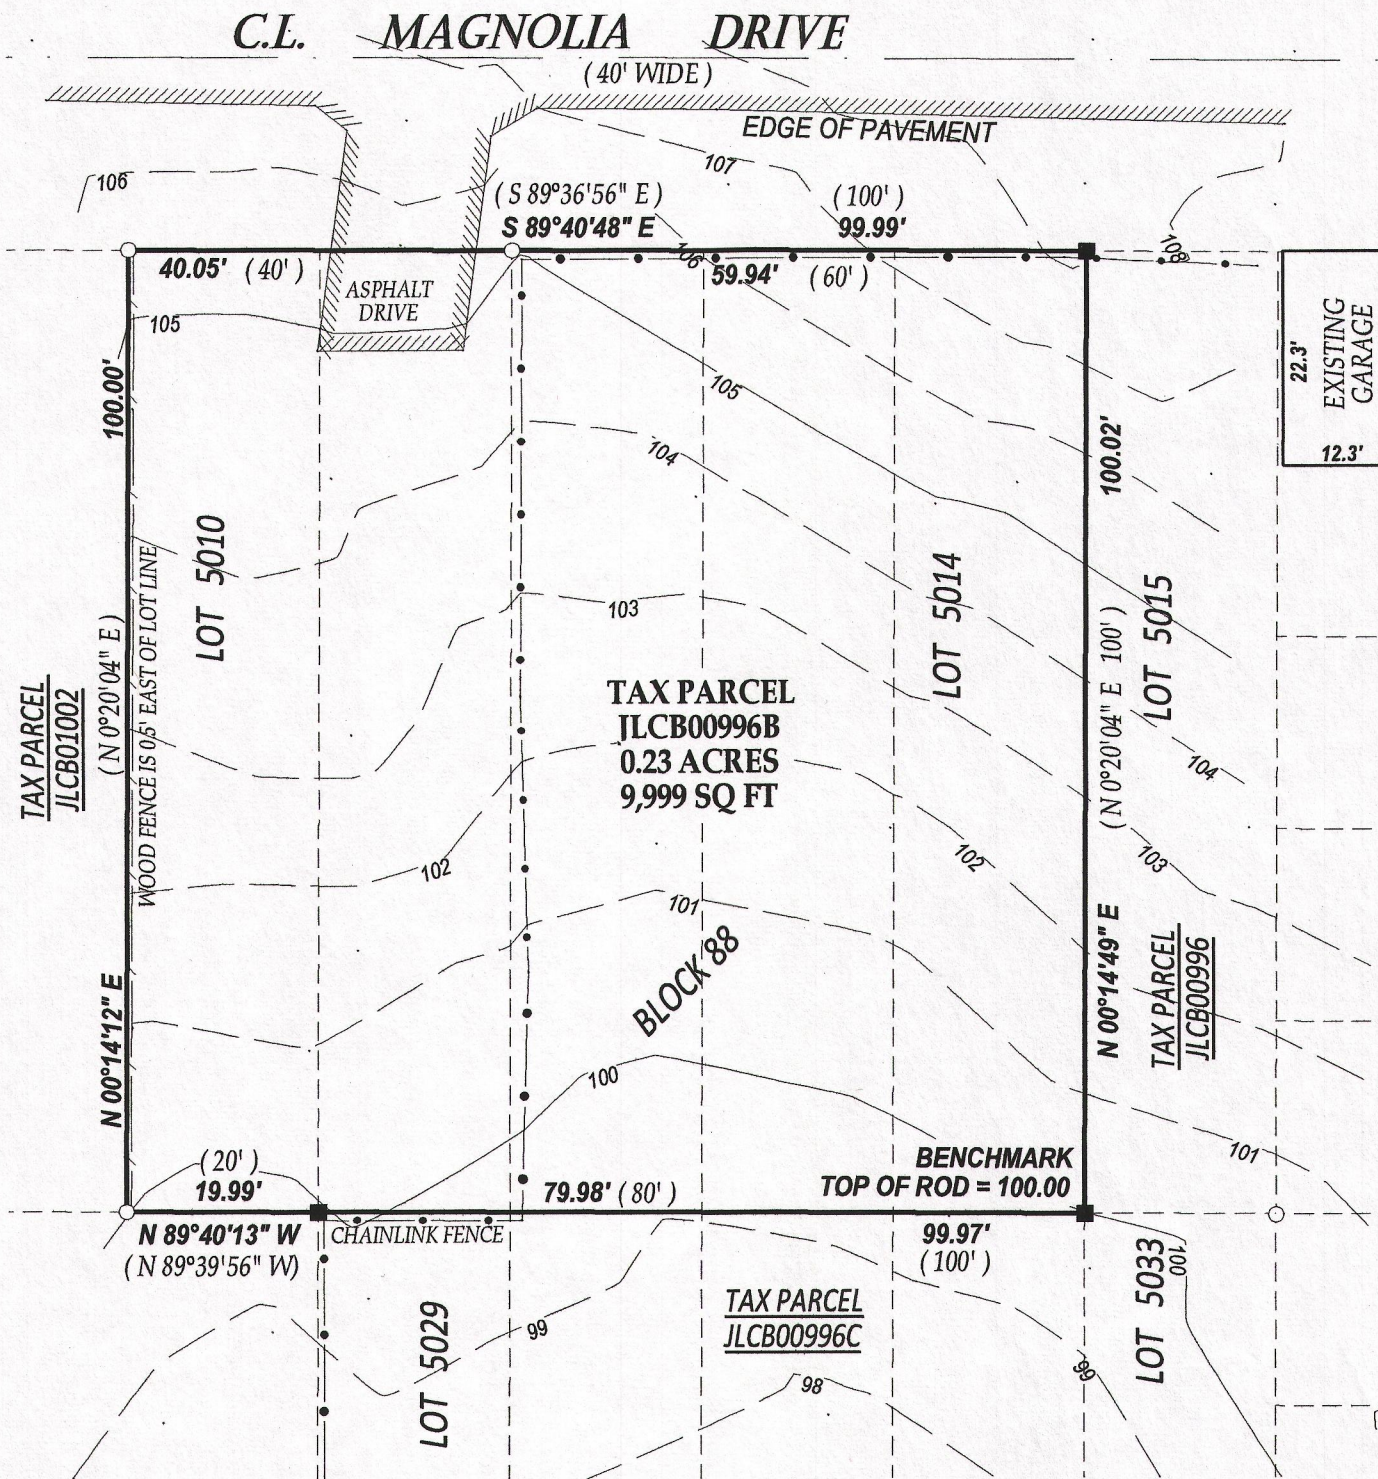 C.L. MAGNOLIA DRIVE
(40' WIDE)
EDGE OF PAVEMENT
107
106
(S 89°36'56" E)
S 89°40'48" E
(100')
99.99'
108
106
40.05' (40')
59.94' (60')
ASPHALT
DRIVE
105
105
EXISTING
GARAGE
22.3'
12.3'
100.00'
100.02'
104
LOT 5010
LOT 5014
LOT 5015
103
WOOD FENCE IS 0.5' EAST OF LOT LINE
(N 0°20'04" E)
(N 0°20'04" E 100')
TAX PARCEL
JLCB01002
TAX PARCEL
JLCB00996B
0.23 ACRES
9,999 SQ FT
104
102
102
103
101
BLOCK 88
N 00°14'12" E
N 00°14'49" E
TAX PARCEL
JLCB00996
100
101
BENCHMARK
TOP OF ROD = 100.00
(20')
19.99'
79.98' (80')
N 89°40'13" W
(N 89°39'56" W)
CHAINLINK FENCE
99.97'
(100')
LOT 5033
100
LOT 5029
99
TAX PARCEL
JLCB00996C
99
98